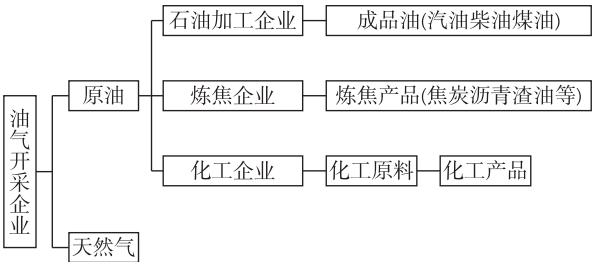 油气开采企业
原油
天然气
石油加工企业
成品油(汽油柴油煤油)
炼焦企业
炼焦产品(焦炭沥青渣油等)
化工企业
化工原料
化工产品